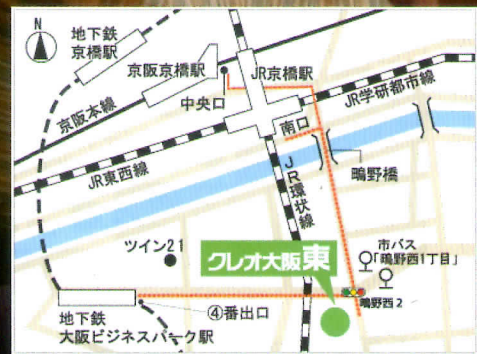 N
地下鉄
京橋駅
京阪京橋駅
JR京橋駅
中央口
京阪本線
JR学研都市線
南口
JR東西線
鴫野橋
JR環状線
ツイン21
クレオ大阪東
市バス
「鴫野西1丁目」
鴫野西2
④番出口
地下鉄
大阪ビジネスパーク駅